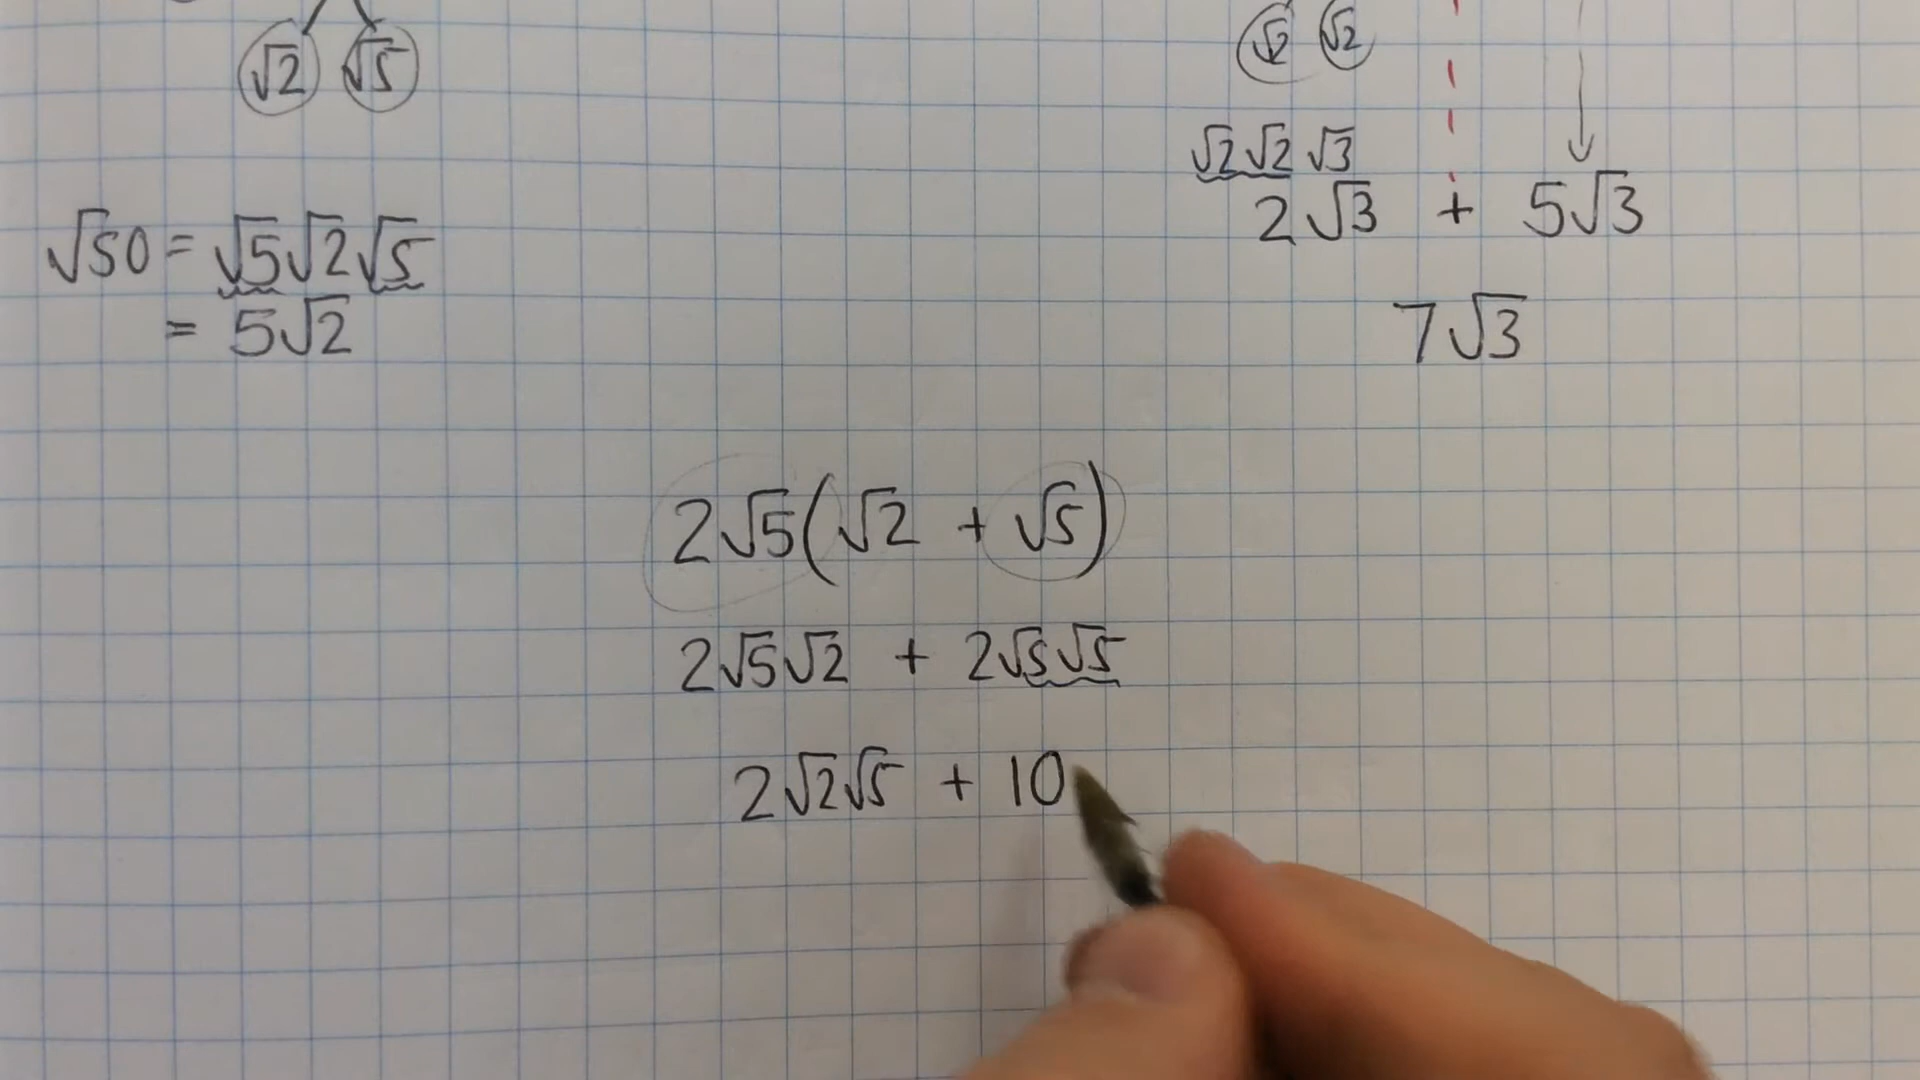 √2 √5
√50 = √5√2√5
= 5√2
√2 √2
√2√2√3
2√3 + 5√3
7√3
2√5(√2 + √5)
2√5√2 + 2√5√5
2√2√5 + 10